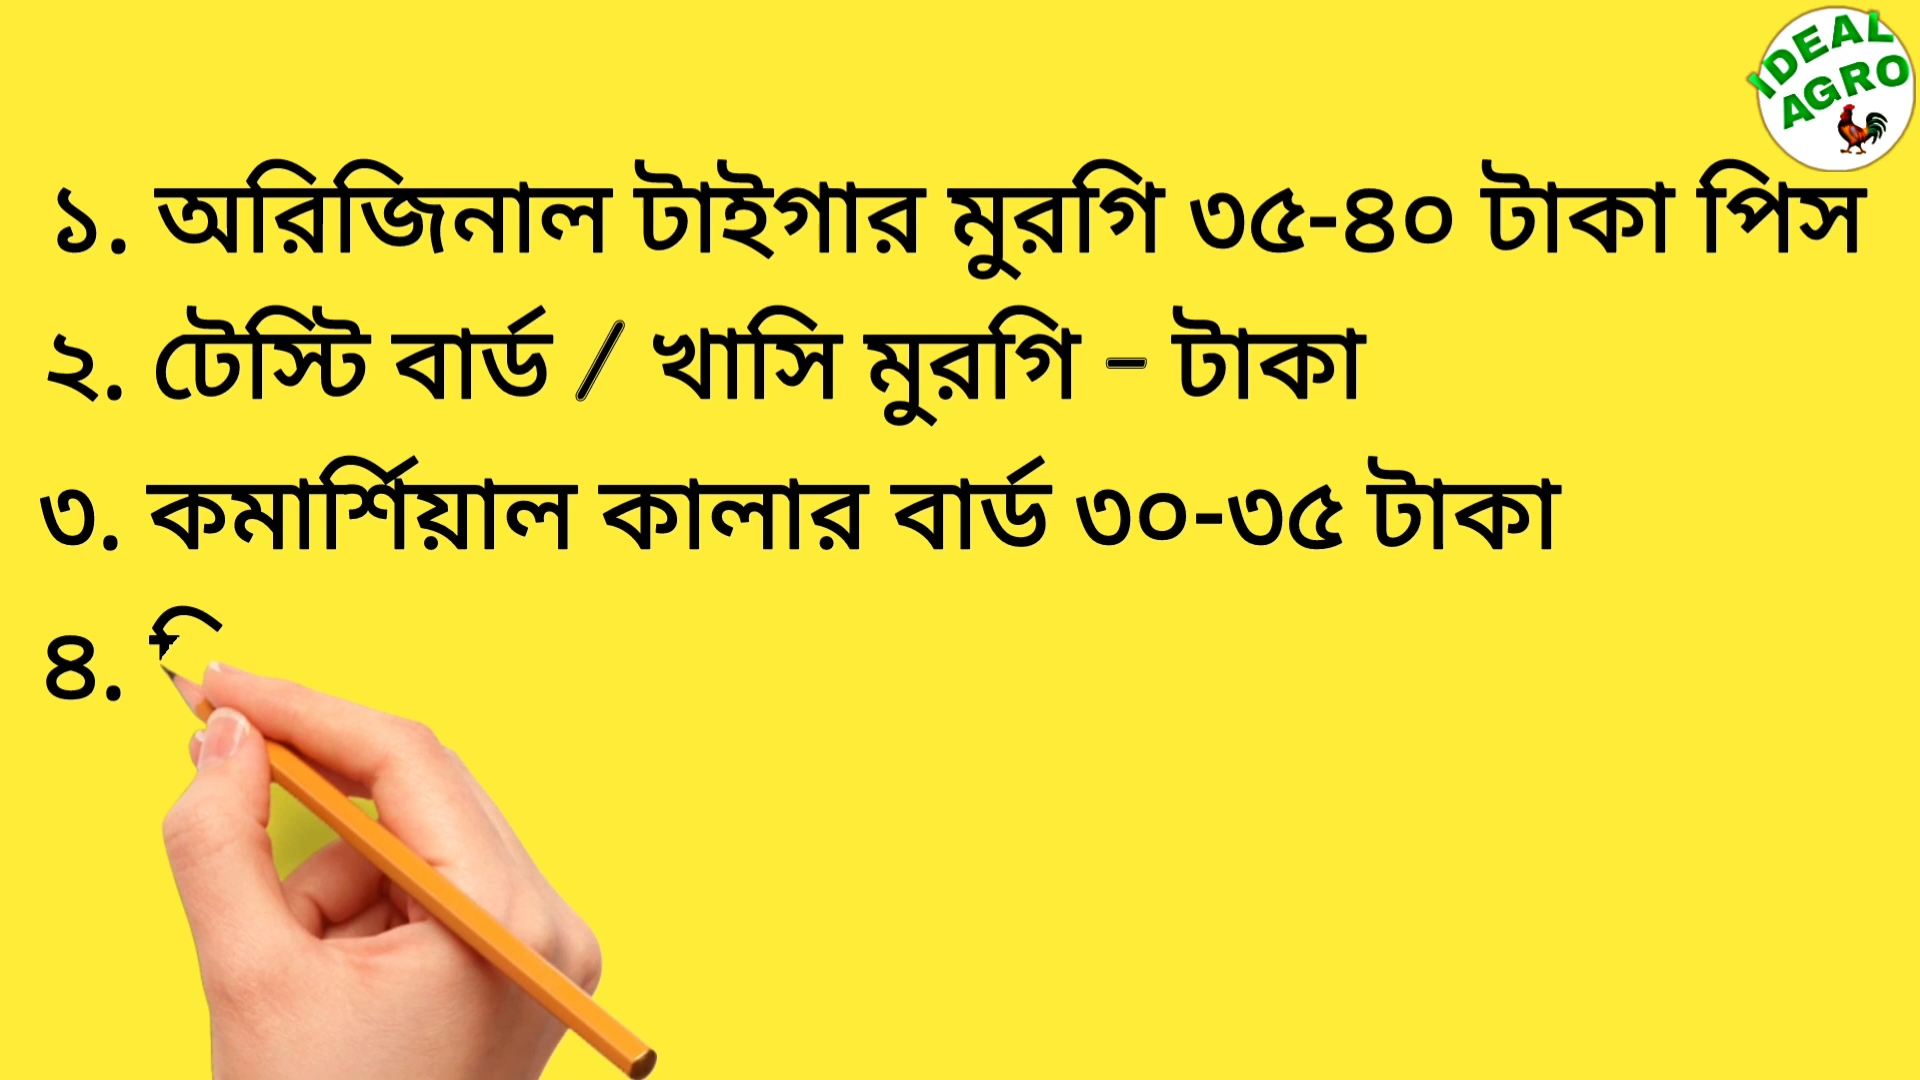 IDEAL
AGRO
১. অরিজিনাল টাইগার মুরগি ৩৫-৪০ টাকা পিস
২. টেস্টি বার্ড / খাসি মুরগি - টাকা
৩. কমার্শিয়াল কালার বার্ড ৩০-৩৫ টাকা
৪.